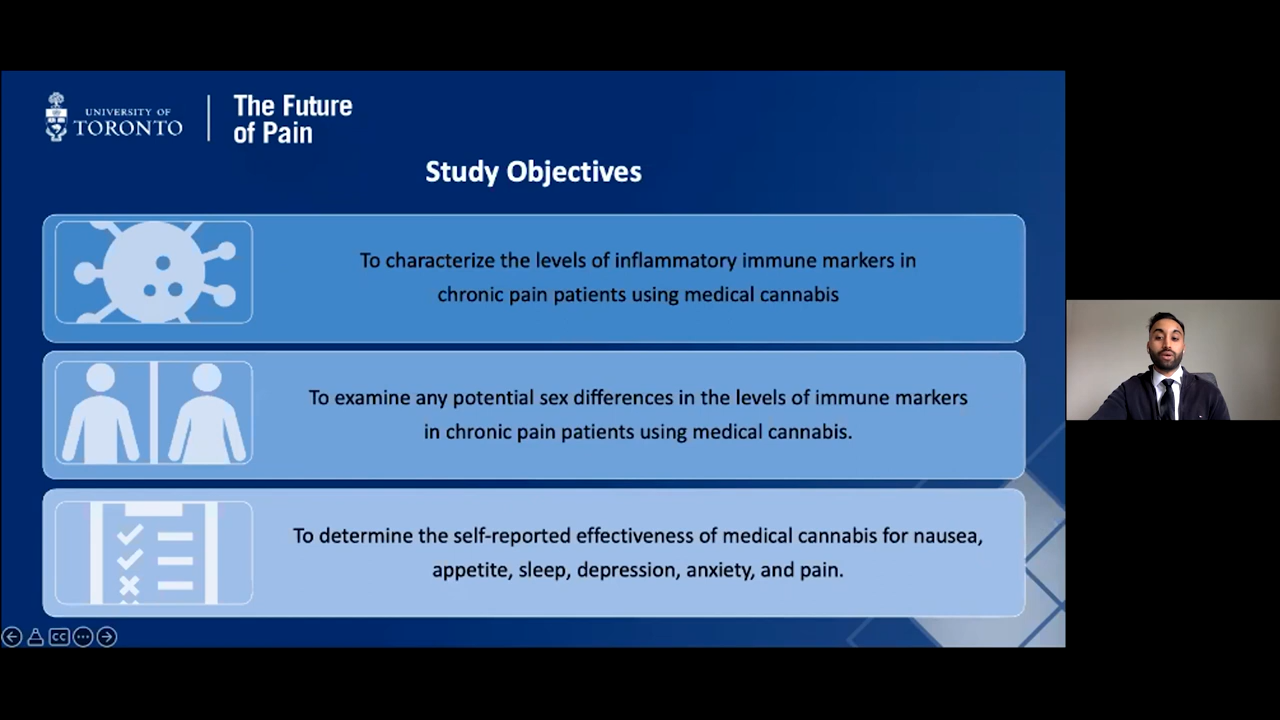 UNIVERSITY OF
TORONTO
The Future
of Pain
Study Objectives
To characterize the levels of inflammatory immune markers in
chronic pain patients using medical cannabis
To examine any potential sex differences in the levels of immune markers
in chronic pain patients using medical cannabis.
To determine the self-reported effectiveness of medical cannabis for nausea,
appetite, sleep, depression, anxiety, and pain.
CC